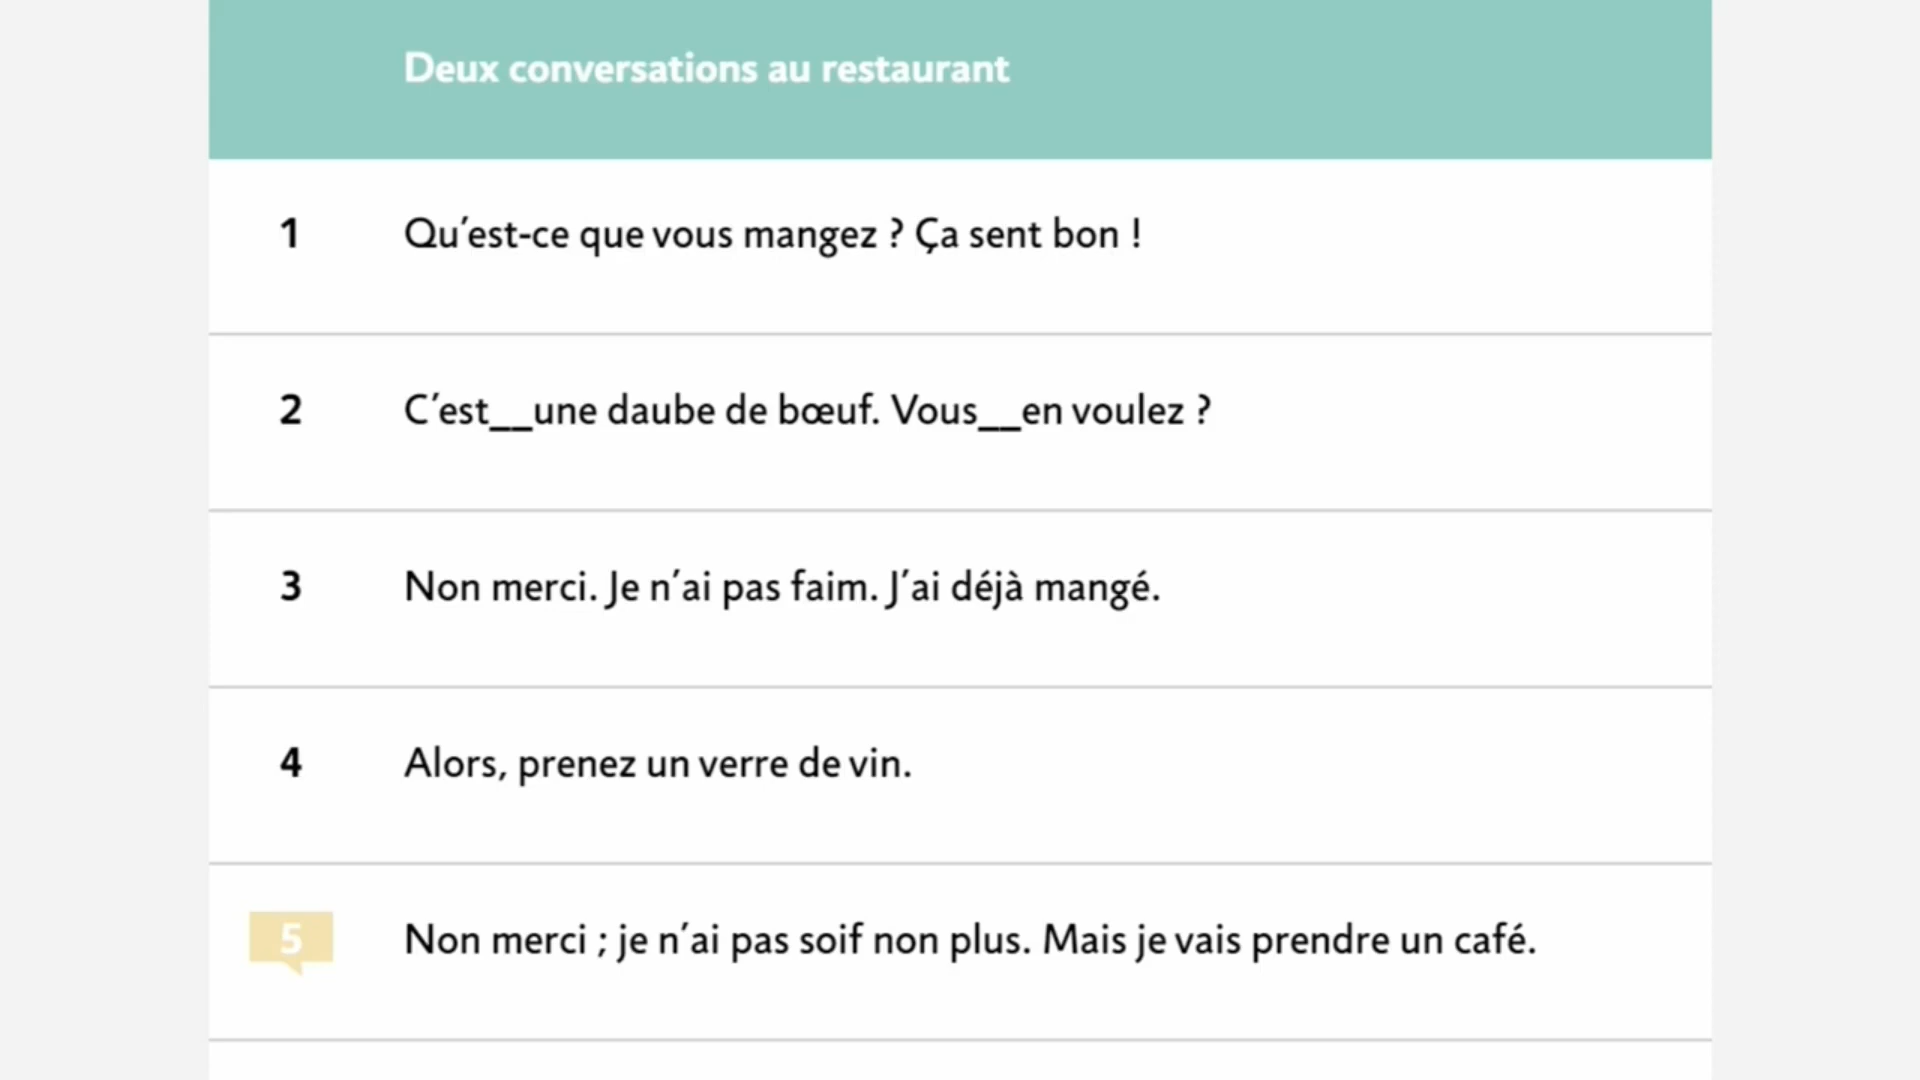 Deux conversations au restaurant
1 Qu’est-ce que vous mangez ? Ça sent bon !
2 C’est__une daube de bœuf. Vous__en voulez ?
3 Non merci. Je n’ai pas faim. J’ai déjà mangé.
4 Alors, prenez un verre de vin.
5 Non merci ; je n’ai pas soif non plus. Mais je vais prendre un café.